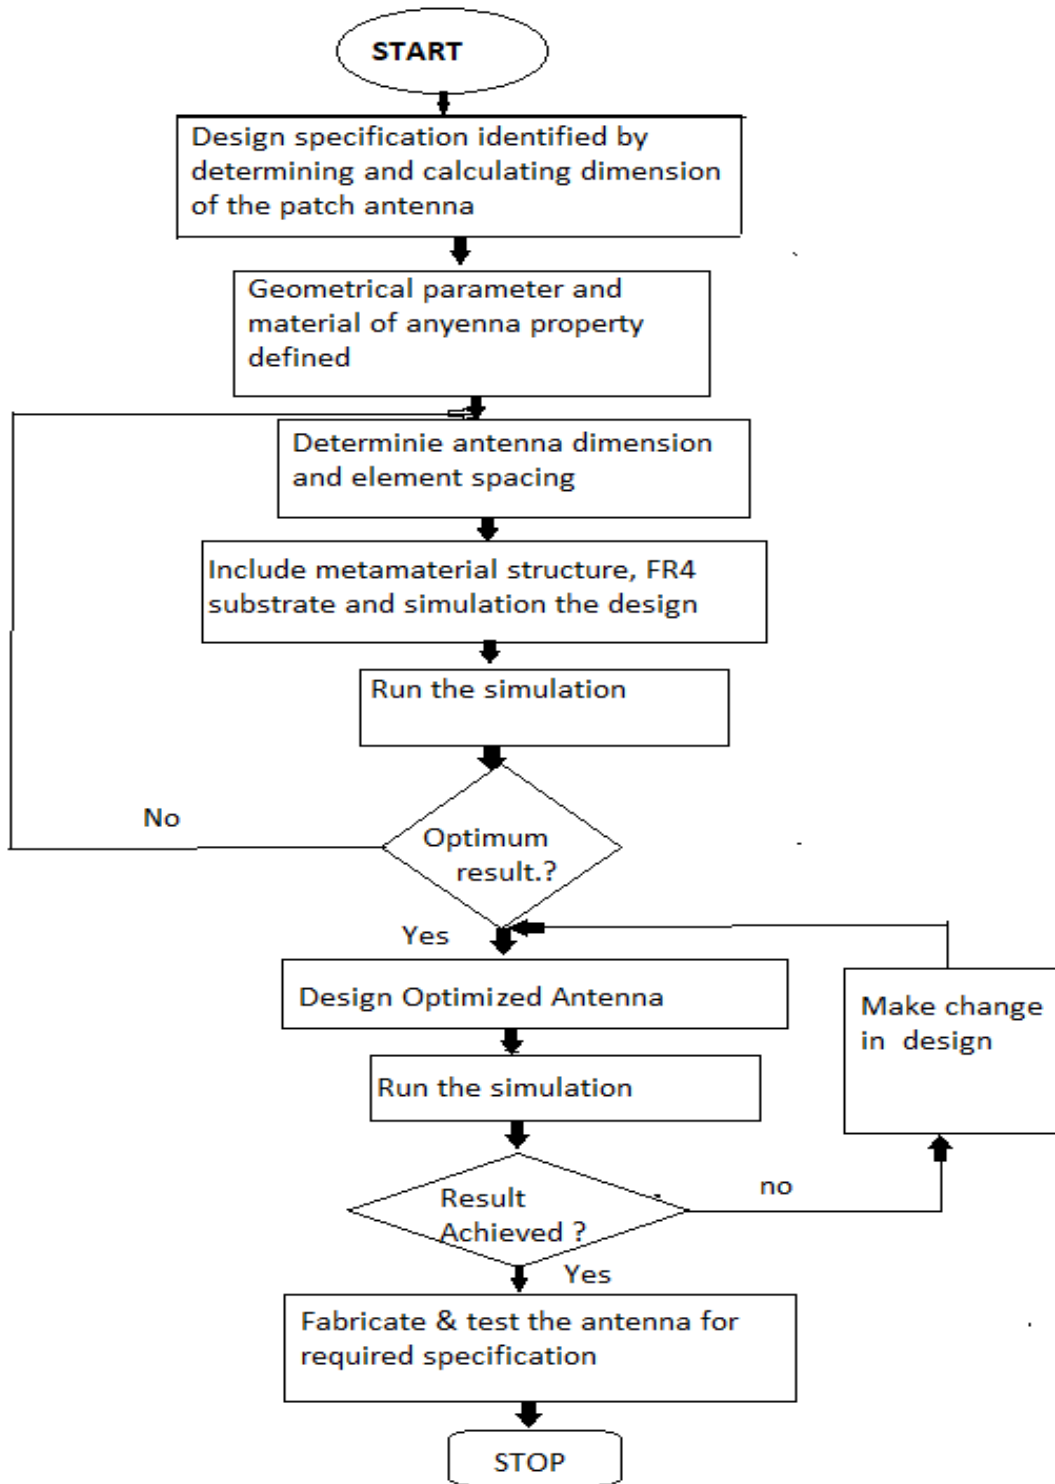 START
Design specification identified by
determining and calculating dimension
of the patch antenna
Geometrical parameter and
material of anyenna property
defined
Determinie antenna dimension
and element spacing
Include metamaterial structure, FR4
substrate and simulation the design
Run the simulation
No
Optimum
result.?
Yes
Design Optimized Antenna
Make change
in design
Run the simulation
Result
Achieved ?
no
Yes
Fabricate & test the antenna for
required specification
STOP